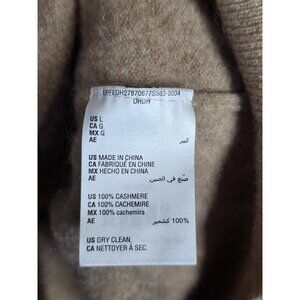 US L
CA G
MX G
AE كبير
US MADE IN CHINA
CA FABRIQUÉ EN CHINE
MX HECHO EN CHINA
AE صنع في الصين
US 100% CASHMERE
CA 100% CACHEMIRE
MX 100% cachemira
AE 100% كشمير
US DRY CLEAN.
CA NETTOYER À SEC.